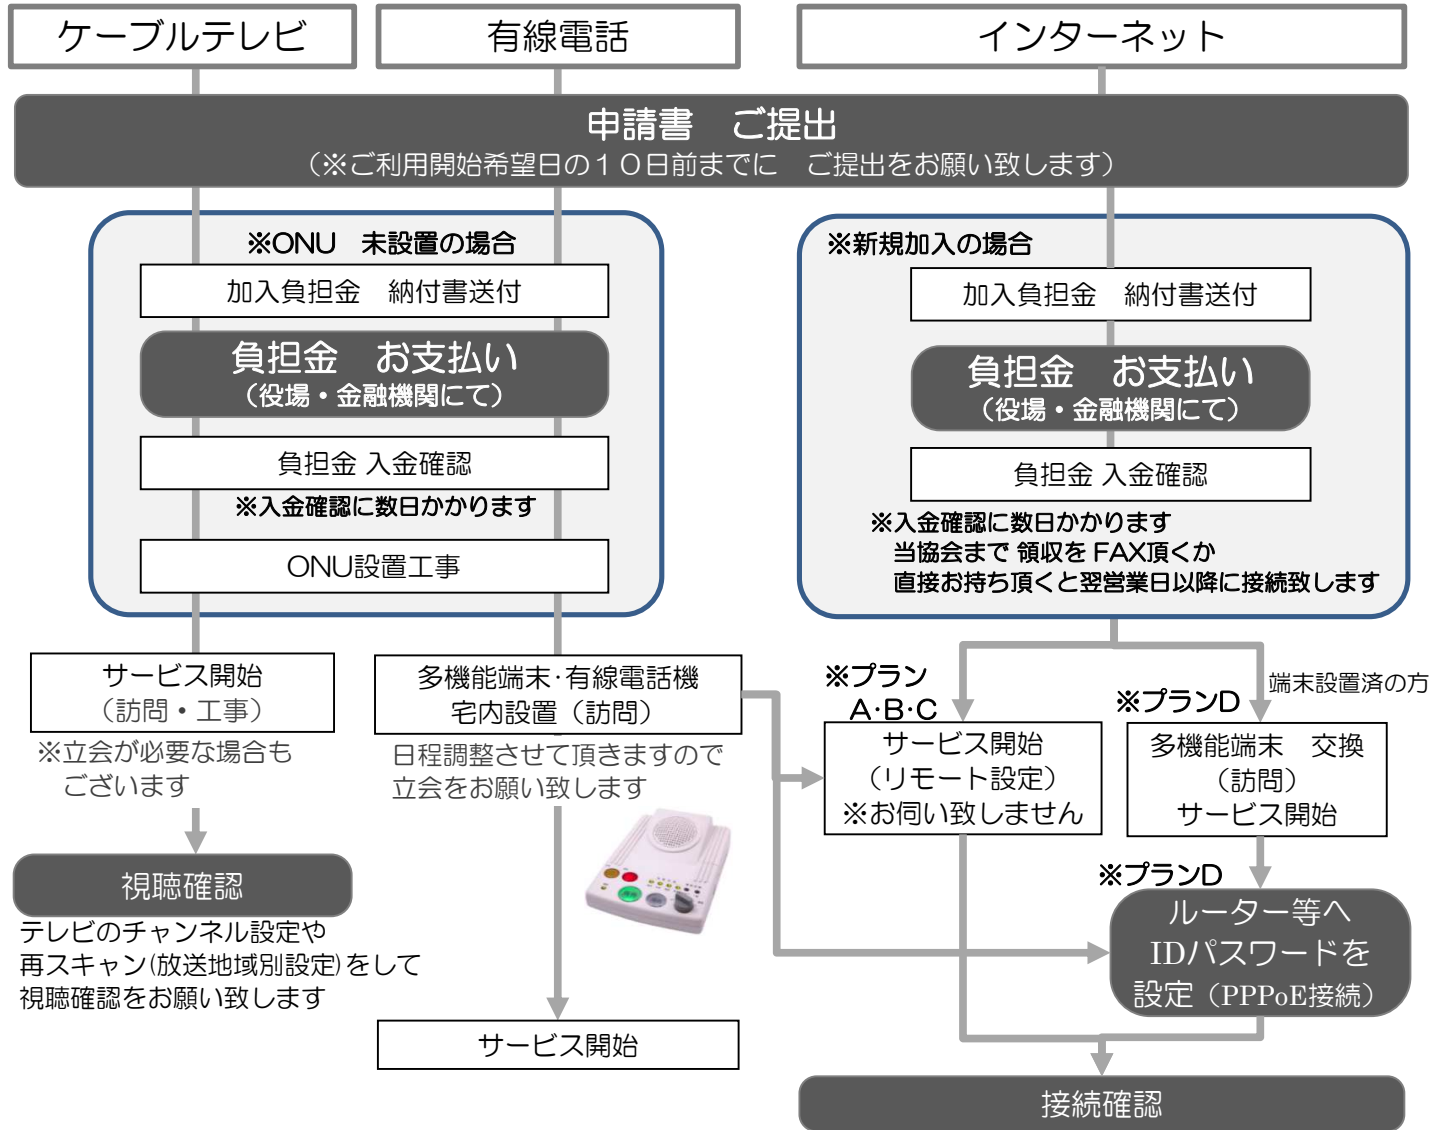 ケーブルテレビ
有線電話
インターネット
申請書　ご提出
（※ご利用開始希望日の１０日前までに　ご提出をお願い致します）
※ONU　未設置の場合
加入負担金　納付書送付
負担金　お支払い
（役場・金融機関にて）
負担金 入金確認
※入金確認に数日かかります
ONU設置工事
※新規加入の場合
加入負担金　納付書送付
負担金　お支払い
（役場・金融機関にて）
負担金 入金確認
※入金確認に数日かかります
当協会まで 領収を FAX頂くか
直接お持ち頂くと翌営業日以降に接続致します
サービス開始
（訪問・工事）
※立会が必要な場合も
ございます
視聴確認
テレビのチャンネル設定や
再スキャン(放送地域別設定)をして
視聴確認をお願い致します
多機能端末･有線電話機
宅内設置（訪問）
日程調整させて頂きますので
立会をお願い致します
サービス開始
※プラン
A･B･C
サービス開始
（リモート設定）
※お伺い致しません
※プランD
端末設置済の方
多機能端末　交換
（訪問）
サービス開始
※プランD
ルーター等へ
IDパスワードを
設定（PPPoE接続）
接続確認